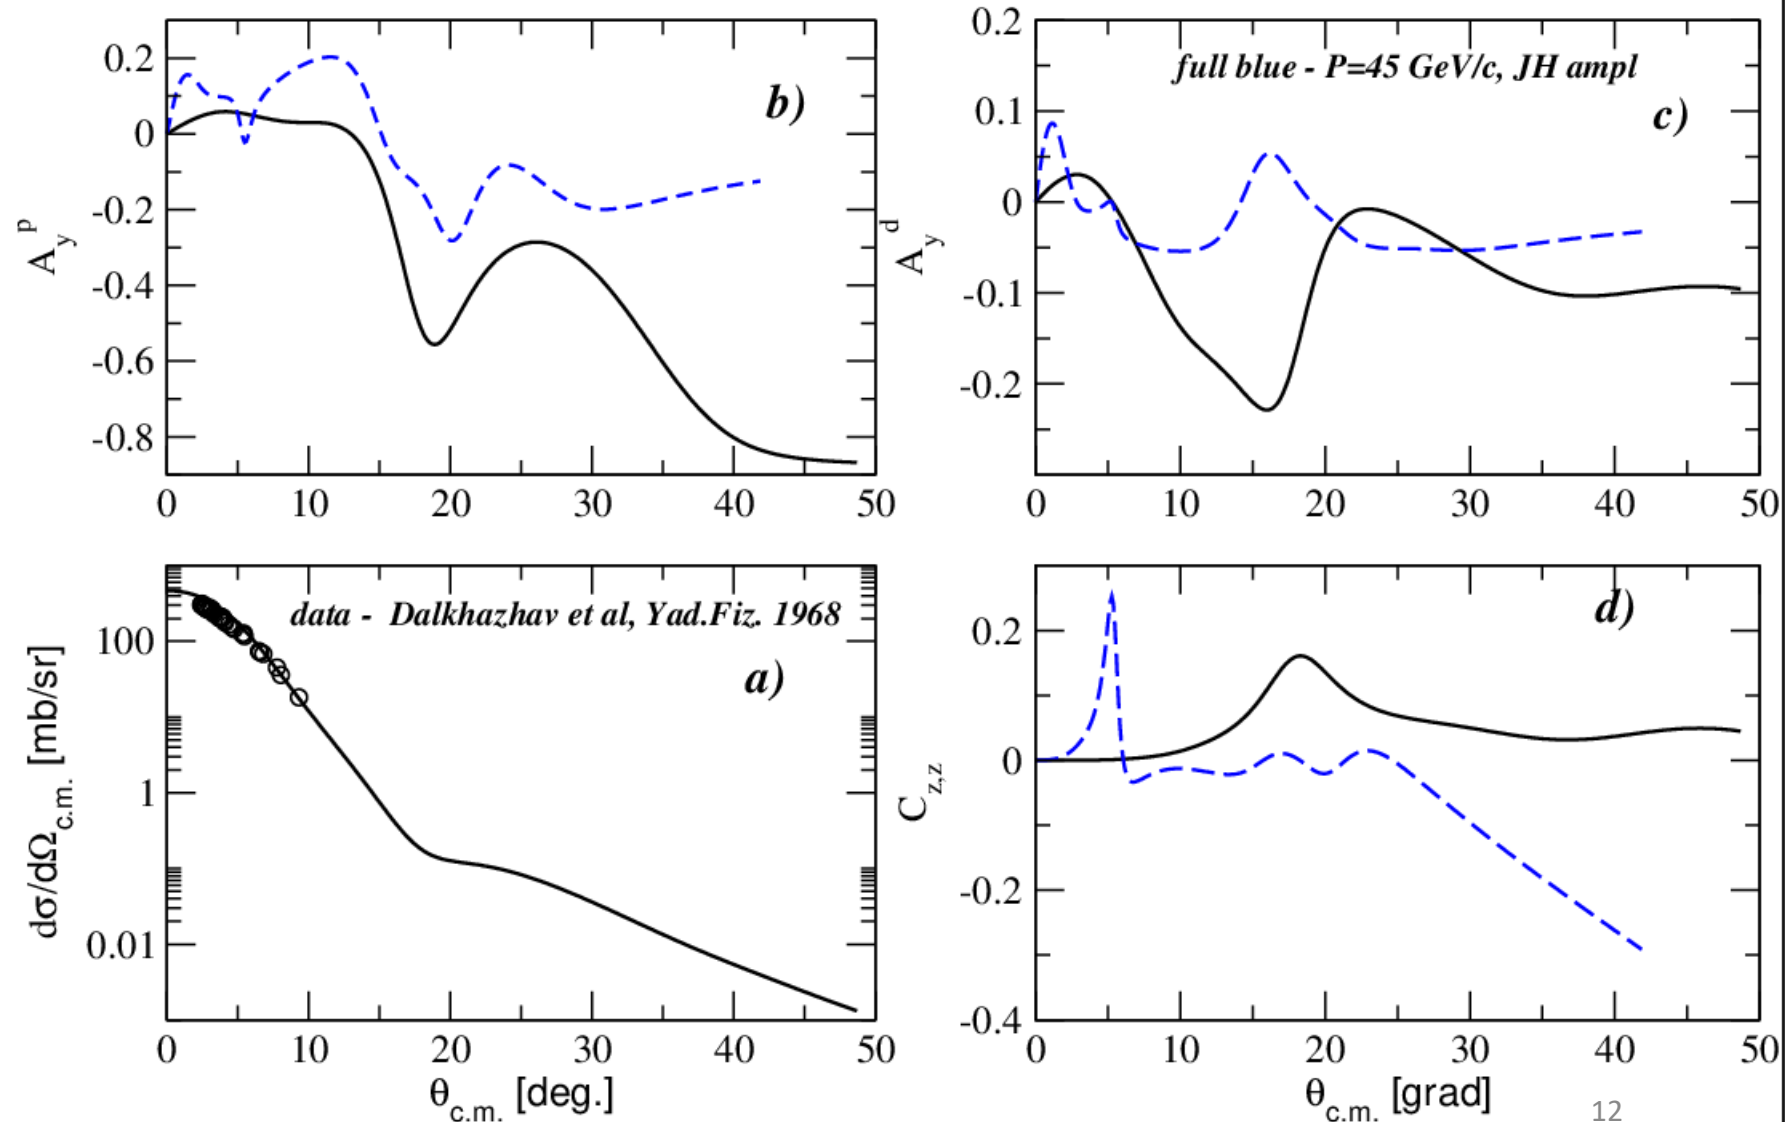 0.2
0
-0.2
-0.4
-0.6
-0.8
A_y^p
b)
0 10 20 30 40 50
0.2
0.1
0
-0.1
-0.2
A_y^d
full blue - P=45 GeV/c, JH ampl
c)
0 10 20 30 40 50
100
1
0.01
dσ/dΩ_c.m. [mb/sr]
data - Dalkhazhav et al, Yad.Fiz. 1968
a)
0 10 20 30 40 50
θ_c.m. [deg.]
0.2
0
-0.2
-0.4
C_z,z
d)
0 10 20 30 40 50
θ_c.m. [grad]
12